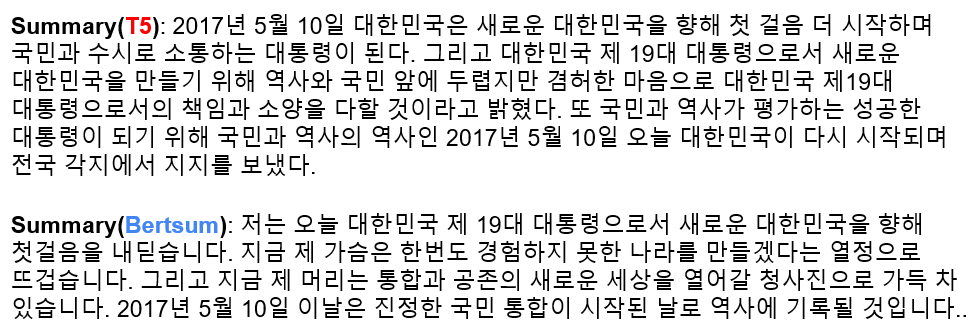 Summary(T5): 2017년 5월 10일 대한민국은 새로운 대한민국을 향해 첫 걸음 더 시작하며
국민과 수시로 소통하는 대통령이 된다. 그리고 대한민국 제 19대 대통령으로서 새로운
대한민국을 만들기 위해 역사와 국민 앞에 두렵지만 겸허한 마음으로 대한민국 제19대
대통령으로서의 책임과 소양을 다할 것이라고 밝혔다. 또 국민과 역사가 평가하는 성공한
대통령이 되기 위해 국민과 역사의 역사인 2017년 5월 10일 오늘 대한민국이 다시 시작되며
전국 각지에서 지지를 보냈다.
Summary(Bertsum): 저는 오늘 대한민국 제 19대 대통령으로서 새로운 대한민국을 향해
첫걸음을 내딛습니다. 지금 제 가슴은 한번도 경험하지 못한 나라를 만들겠다는 열정으로
뜨겁습니다. 그리고 지금 제 머리는 통합과 공존의 새로운 세상을 열어갈 청사진으로 가득 차
있습니다. 2017년 5월 10일 이날은 진정한 국민 통합이 시작된 날로 역사에 기록될 것입니다..